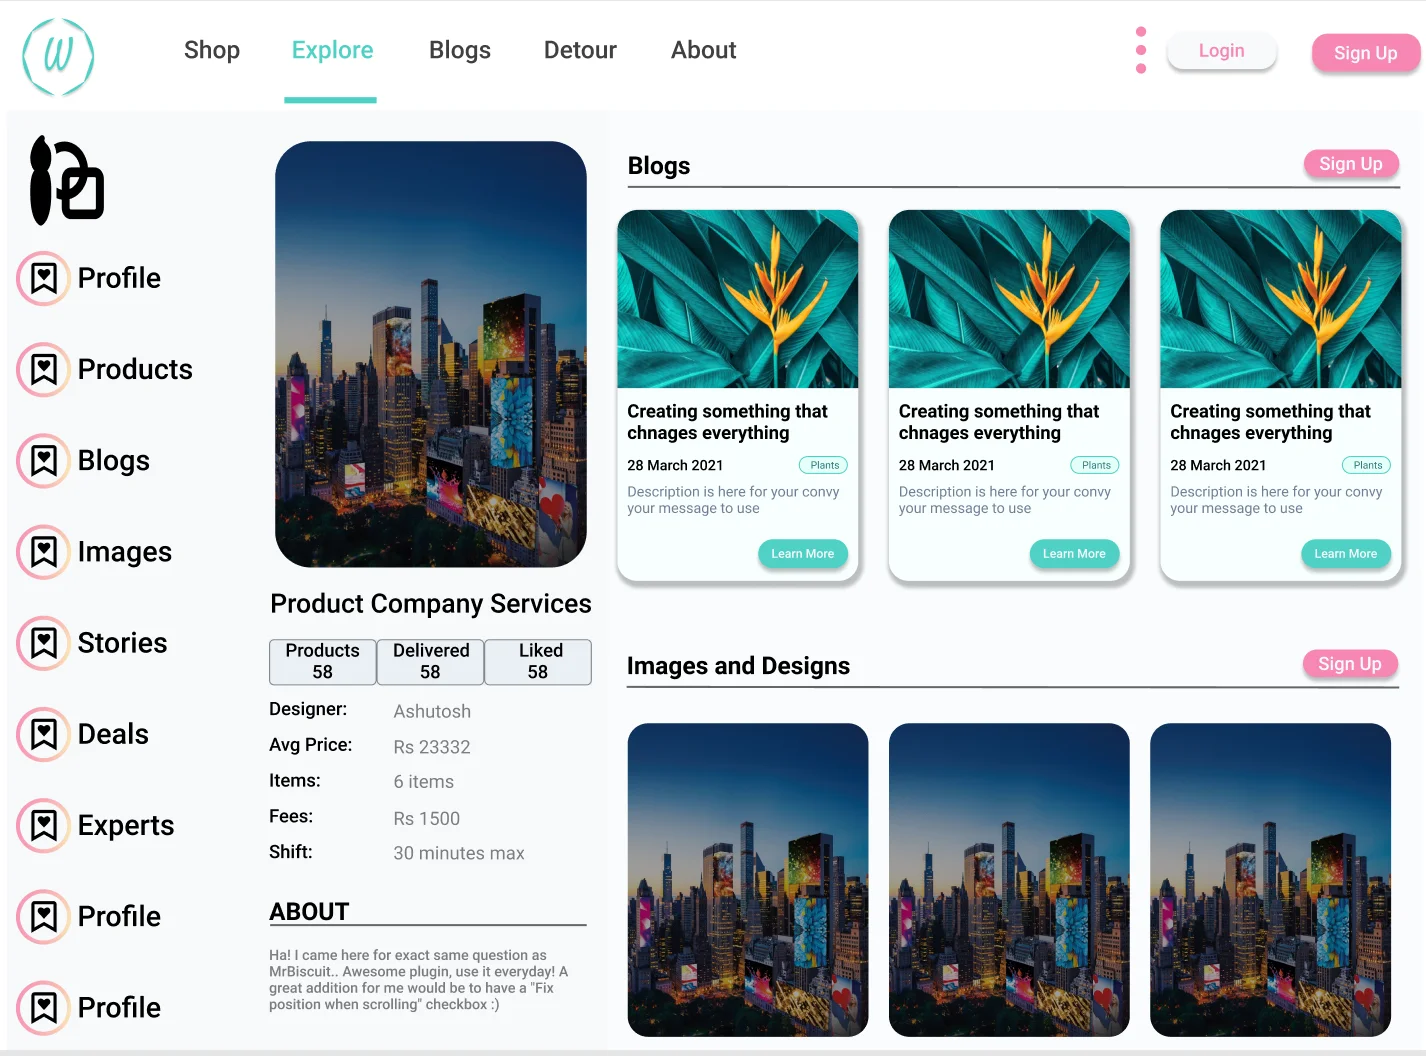 W
Shop
Explore
Blogs
Detour
About
Login
Sign Up
Profile
Products
Blogs
Images
Stories
Deals
Experts
Profile
Profile
Product Company Services
Products
58
Delivered
58
Liked
58
Designer: Ashutosh
Avg Price: Rs 23332
Items: 6 items
Fees: Rs 1500
Shift: 30 minutes max
ABOUT
Ha! I came here for exact same question as
MrBiscuit.. Awesome plugin, use it everyday! A
great addition for me would be to have a "Fix
position when scrolling" checkbox :)
Blogs
Sign Up
Creating something that
chnages everything
28 March 2021
Plants
Description is here for your convy
your message to use
Learn More
Creating something that
chnages everything
28 March 2021
Plants
Description is here for your convy
your message to use
Learn More
Creating something that
chnages everything
28 March 2021
Plants
Description is here for your convy
your message to use
Learn More
Images and Designs
Sign Up